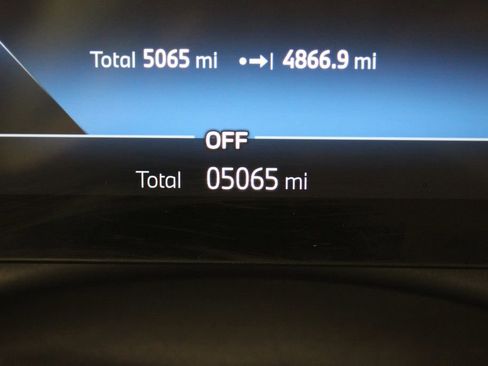 Total 5065 mi •→| 4866.9 mi
OFF
Total 05065 mi